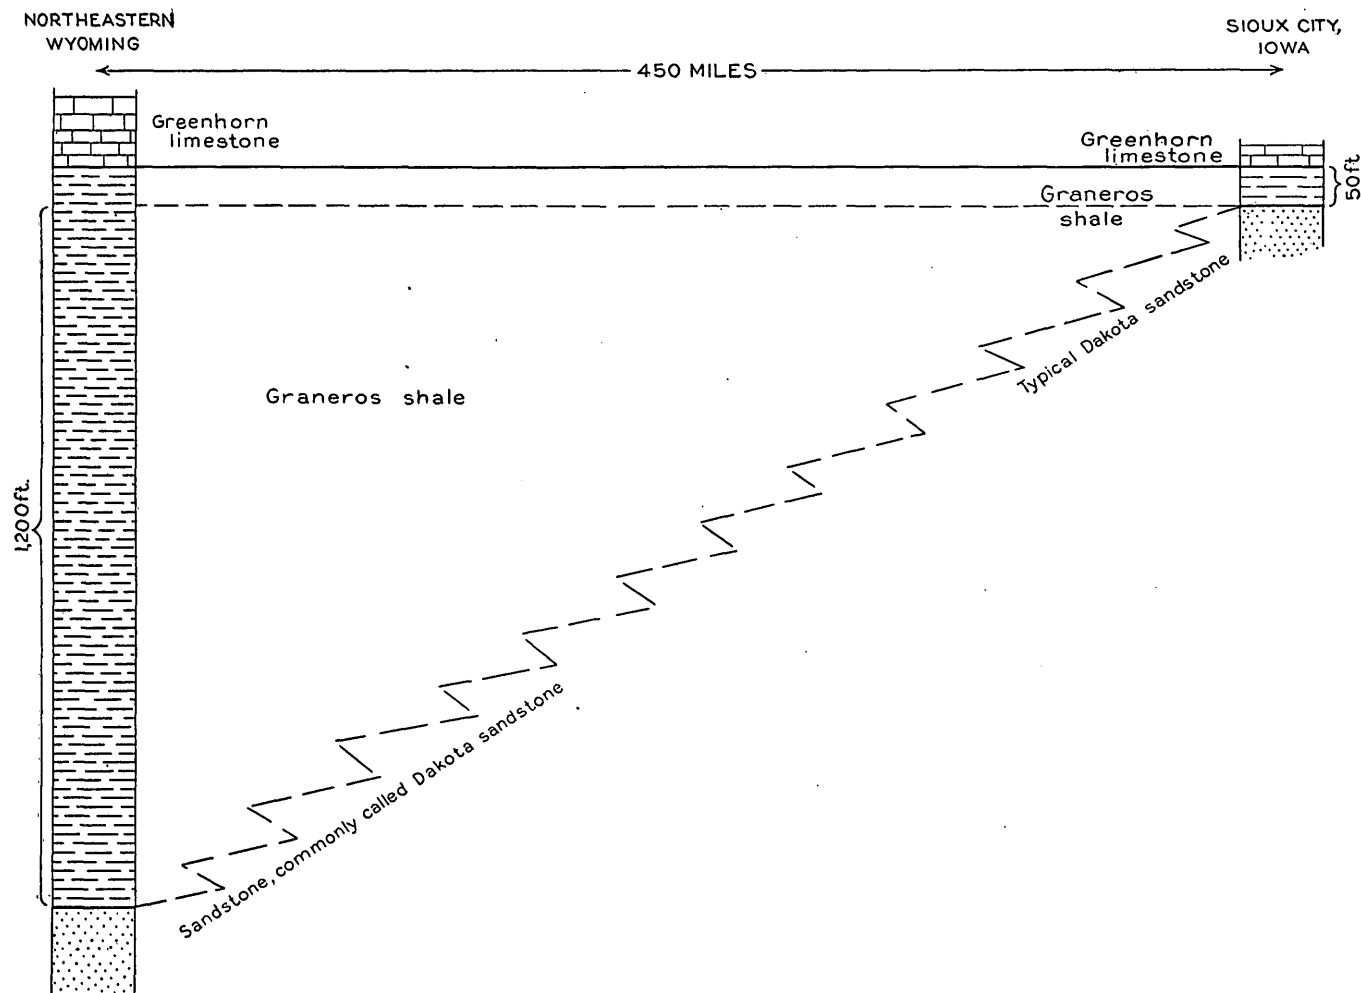 NORTHEASTERN
WYOMING
SIOUX CITY,
IOWA
450 MILES
Greenhorn
limestone
Greenhorn
limestone
50ft
Graneros
shale
Typical Dakota sandstone
Graneros shale
1,200ft.
Sandstone, commonly called Dakota sandstone